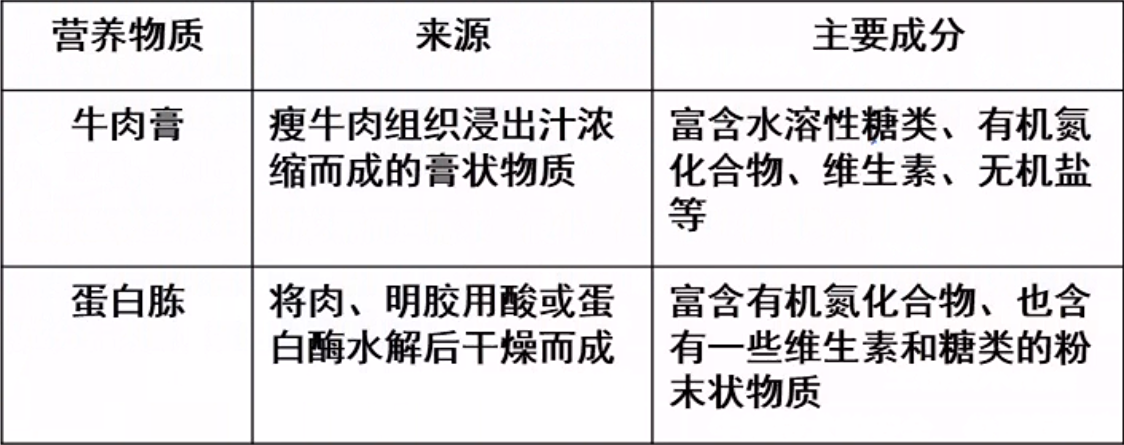 营养物质
来源
主要成分
牛肉膏
瘦牛肉组织浸出汁浓
缩而成的膏状物质
富含水溶性糖类、有机氮
化合物、维生素、无机盐
等
蛋白胨
将肉、明胶用酸或蛋
白酶水解后干燥而成
富含有机氮化合物、也含
有一些维生素和糖类的粉
末状物质